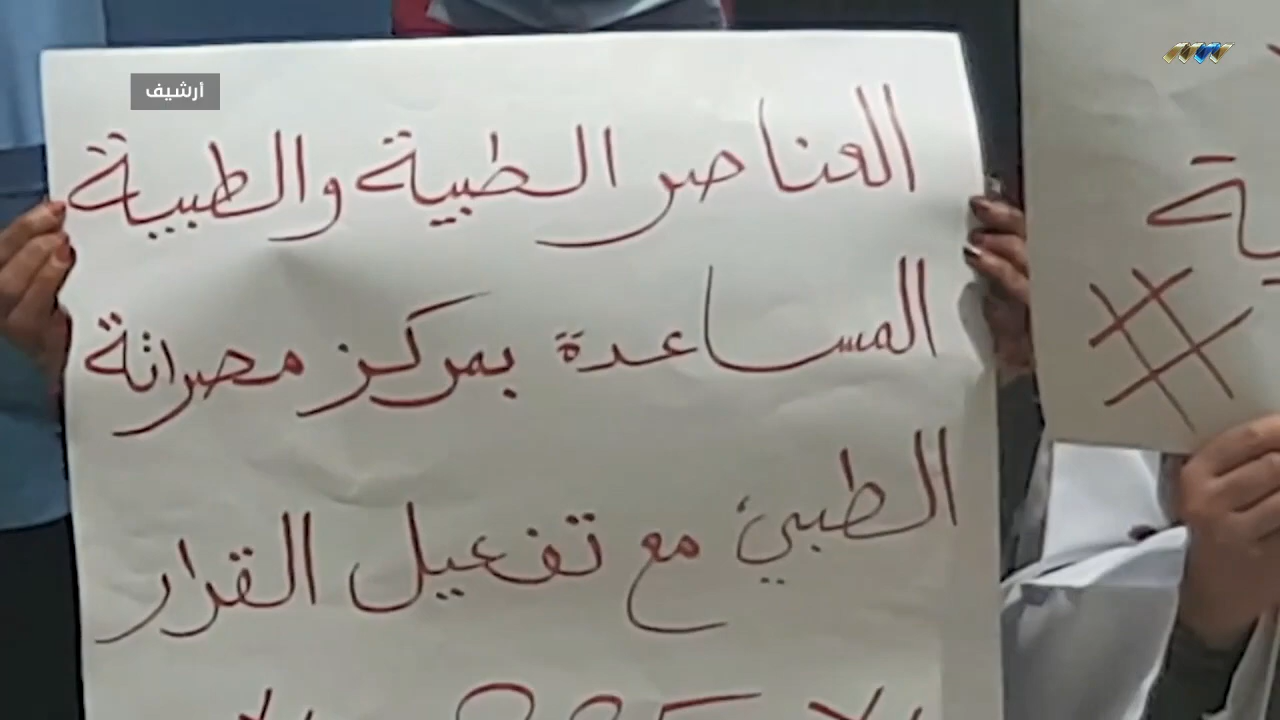 أرشيف
العناصر الطبية والطبية
المساعدة بمركز مصراتة
الطبي مع تفعيل القرار
#